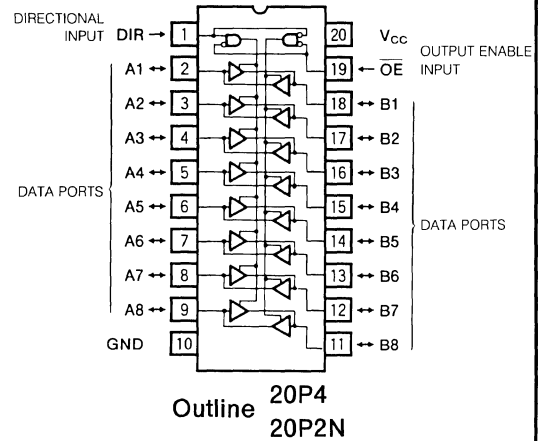 DIRECTIONAL
INPUT DIR → 1
20 VCC
OUTPUT ENABLE
INPUT
19 ← O̅E̅
A1 ↔ 2
18 ↔ B1
A2 ↔ 3
17 ↔ B2
A3 ↔ 4
16 ↔ B3
A4 ↔ 5
15 ↔ B4
DATA PORTS
A5 ↔ 6
14 ↔ B5
DATA PORTS
A6 ↔ 7
13 ↔ B6
A7 ↔ 8
12 ↔ B7
A8 ↔ 9
11 ↔ B8
GND 10
Outline 20P4
20P2N